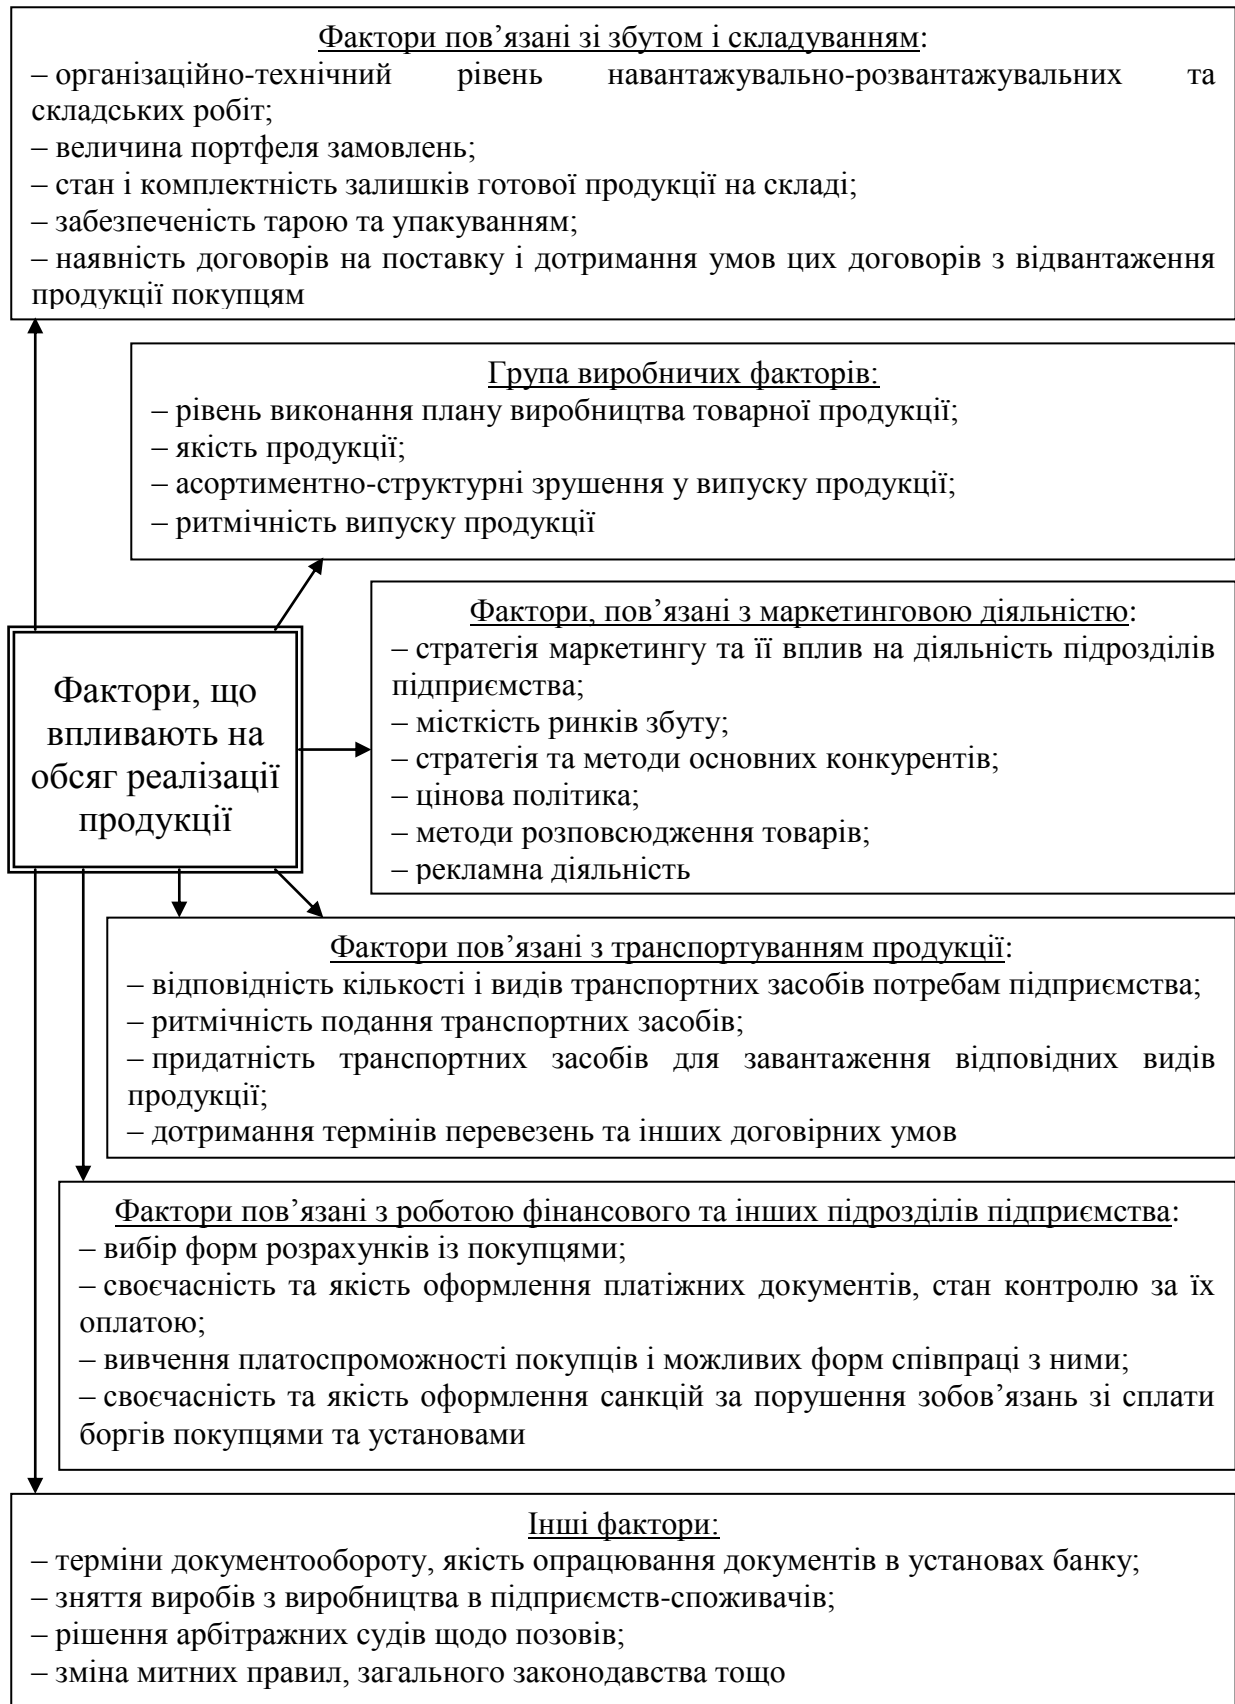 Фактори пов’язані зі збутом і складуванням:
– організаційно-технічний рівень навантажувально-розвантажувальних та
складських робіт;
– величина портфеля замовлень;
– стан і комплектність залишків готової продукції на складі;
– забезпеченість тарою та упакуванням;
– наявність договорів на поставку і дотримання умов цих договорів з відвантаження
продукції покупцям
Група виробничих факторів:
– рівень виконання плану виробництва товарної продукції;
– якість продукції;
– асортиментно-структурні зрушення у випуску продукції;
– ритмічність випуску продукції
Фактори, пов’язані з маркетинговою діяльністю:
– стратегія маркетингу та її вплив на діяльність підрозділів
підприємства;
– місткість ринків збуту;
– стратегія та методи основних конкурентів;
– цінова політика;
– методи розповсюдження товарів;
– рекламна діяльність
Фактори, що
впливають на
обсяг реалізації
продукції
Фактори пов’язані з транспортуванням продукції:
– відповідність кількості і видів транспортних засобів потребам підприємства;
– ритмічність подання транспортних засобів;
– придатність транспортних засобів для завантаження відповідних видів
продукції;
– дотримання термінів перевезень та інших договірних умов
Фактори пов’язані з роботою фінансового та інших підрозділів підприємства:
– вибір форм розрахунків із покупцями;
– своєчасність та якість оформлення платіжних документів, стан контролю за їх
оплатою;
– вивчення платоспроможності покупців і можливих форм співпраці з ними;
– своєчасність та якість оформлення санкцій за порушення зобов’язань зі сплати
боргів покупцями та установами
Інші фактори:
– терміни документообороту, якість опрацювання документів в установах банку;
– зняття виробів з виробництва в підприємств-споживачів;
– рішення арбітражних судів щодо позовів;
– зміна митних правил, загального законодавства тощо